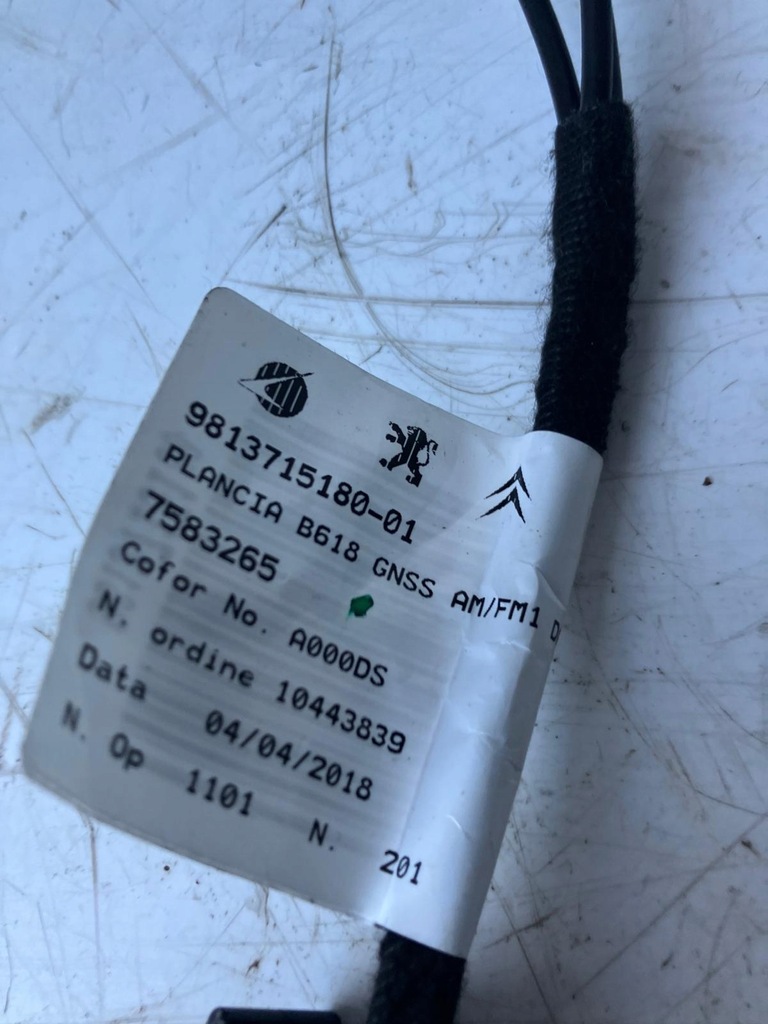 9813715180-01
PLANCIA B618 GNSS AM/FM1
7583265
Cofor No. A000DS
N. ordine 10443839
Data 04/04/2018
N. Op 1101 N. 201